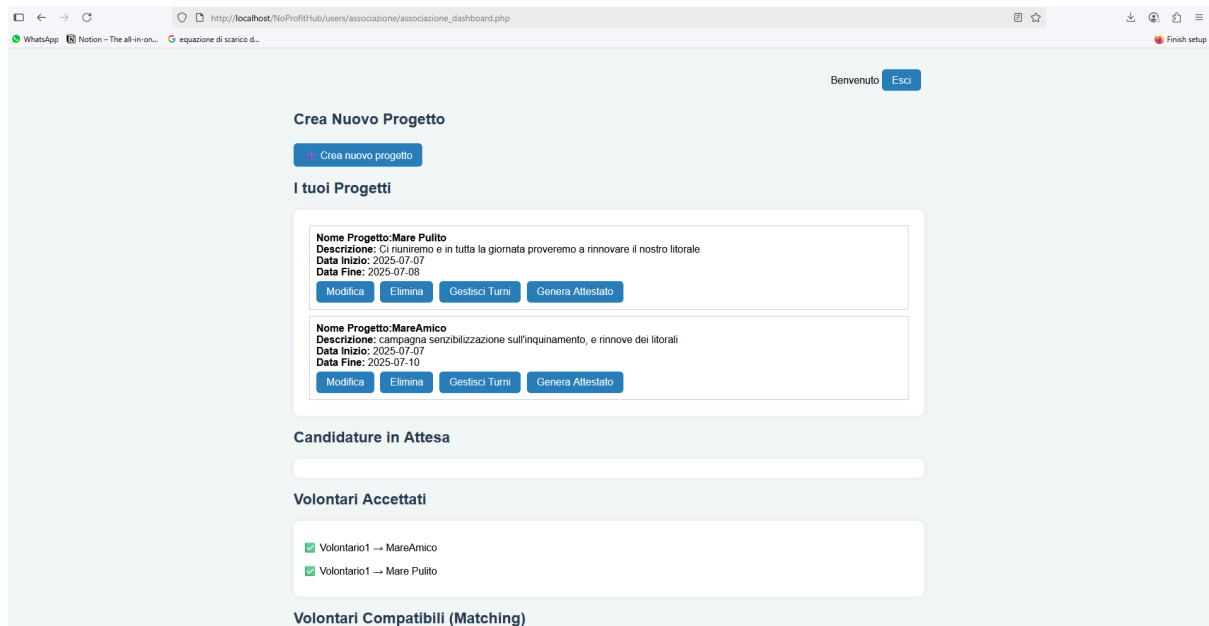 http://localhost/NoProfitHub/users/associazione/associazione_dashboard.php
WhatsApp Notion – The all-in-on... equazione di scarico d... Finish setup
Benvenuto Esci
Crea Nuovo Progetto
Crea nuovo progetto
I tuoi Progetti
Nome Progetto:Mare Pulito
Descrizione: Ci riuniremo e in tutta la giornata proveremo a rinnovare il nostro litorale
Data Inizio: 2025-07-07
Data Fine: 2025-07-08
Modifica Elimina Gestisci Turni Genera Attestato
Nome Progetto:MareAmico
Descrizione: campagna senzibilizzazione sull'inquinamento, e rinnove dei litorali
Data Inizio: 2025-07-07
Data Fine: 2025-07-10
Modifica Elimina Gestisci Turni Genera Attestato
Candidature in Attesa
Volontari Accettati
✅ Volontario1 → MareAmico
✅ Volontario1 → Mare Pulito
Volontari Compatibili (Matching)